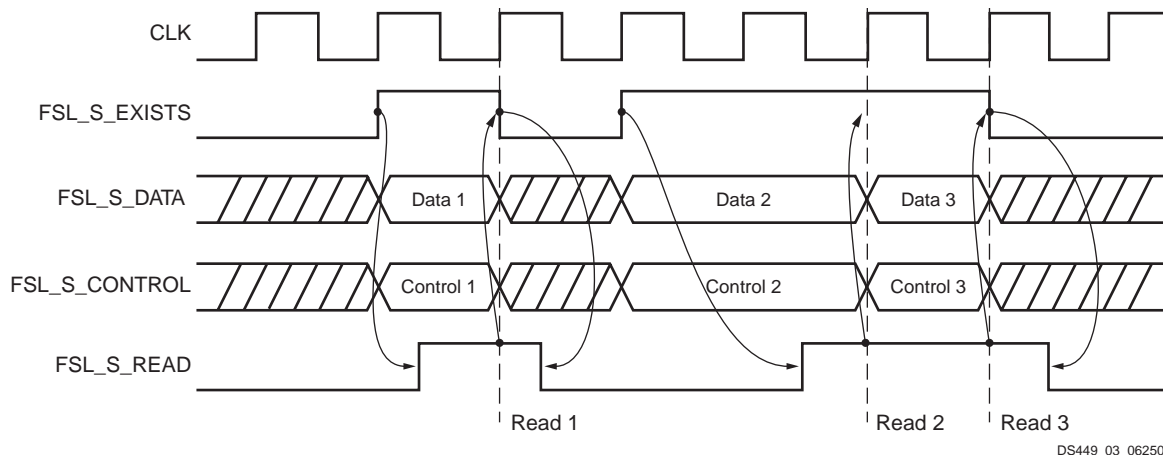 CLK
FSL_S_EXISTS
FSL_S_DATA Data 1 Data 2 Data 3
FSL_S_CONTROL Control 1 Control 2 Control 3
FSL_S_READ
Read 1 Read 2 Read 3
DS449_03_06250